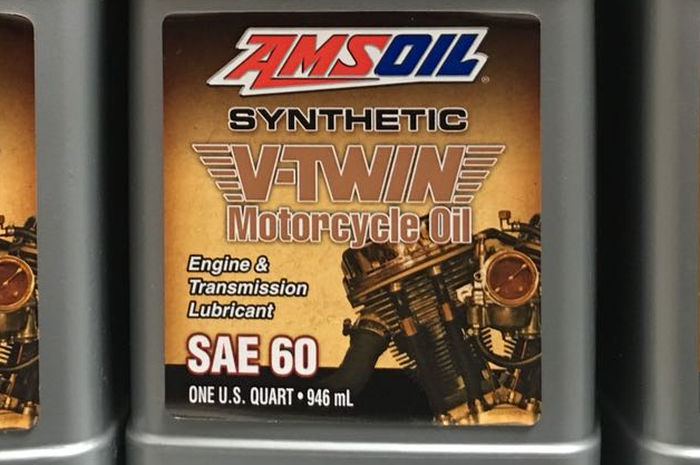 AMSOIL®
SYNTHETIC
V-TWIN
Motorcycle Oil
Engine &
Transmission
Lubricant
SAE 60
ONE U.S. QUART • 946 mL